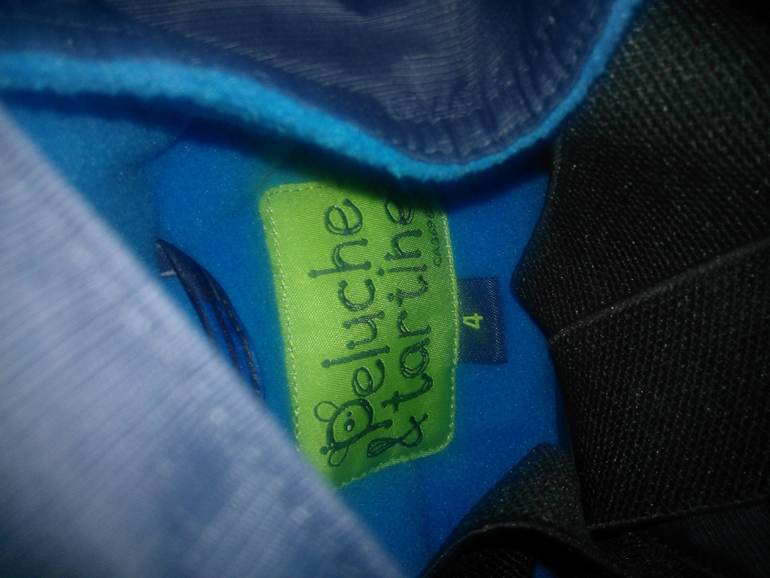 peluche
& tartine
4